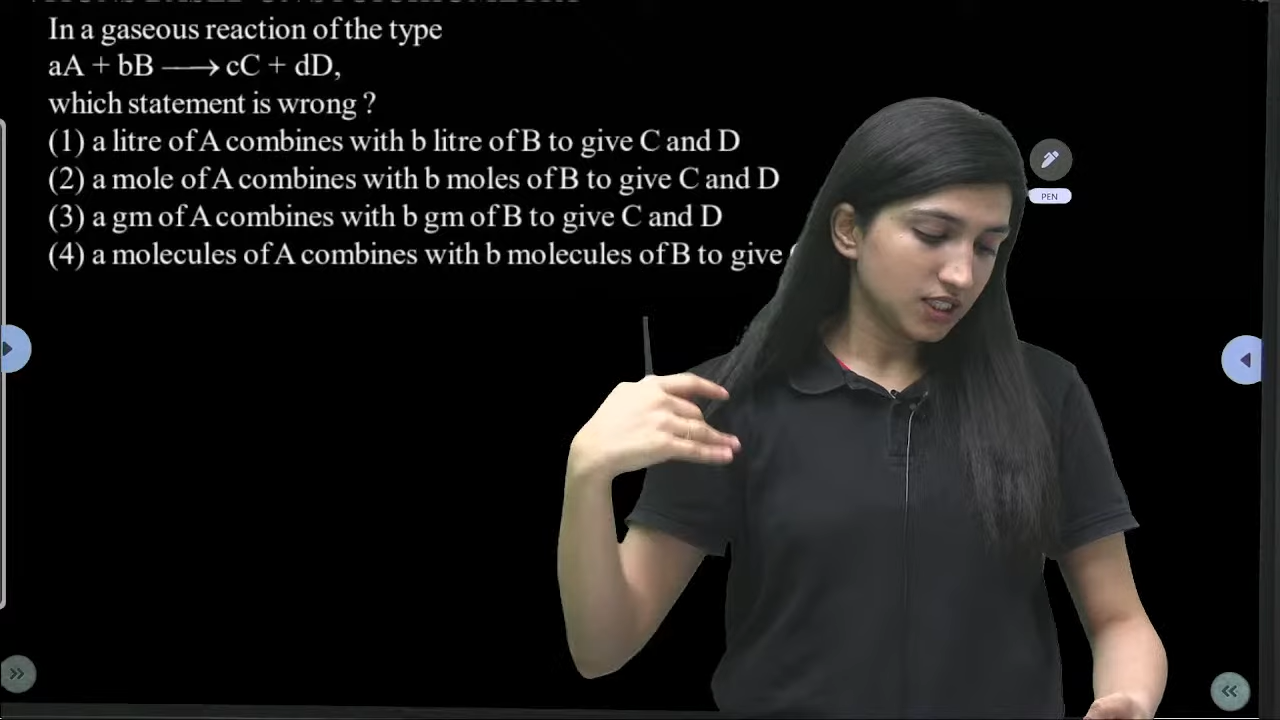 In a gaseous reaction of the type
aA + bB ⟶ cC + dD,
which statement is wrong ?
(1) a litre of A combines with b litre of B to give C and D
(2) a mole of A combines with b moles of B to give C and D
(3) a gm of A combines with b gm of B to give C and D
(4) a molecules of A combines with b molecules of B to give
PEN